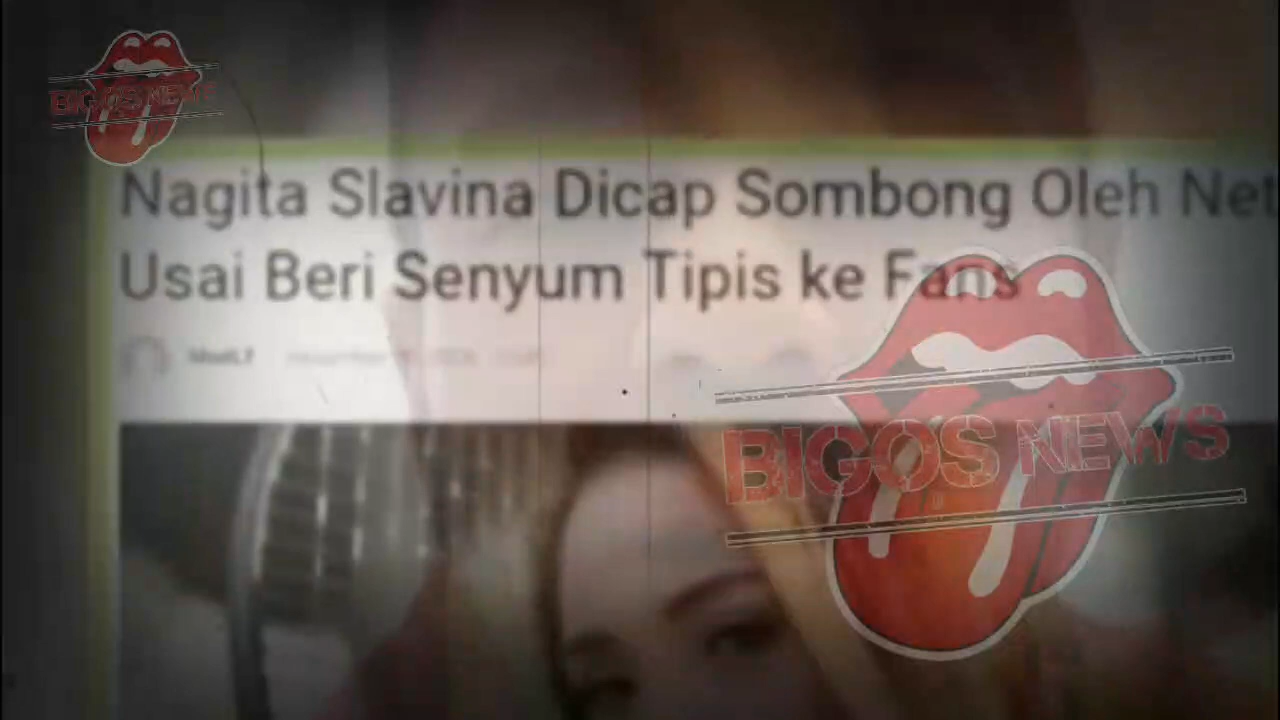 BIGOS NEWS
Nagita Slavina Dicap Sombong Oleh Net
Usai Beri Senyum Tipis ke Fans
BIGOS NEWS